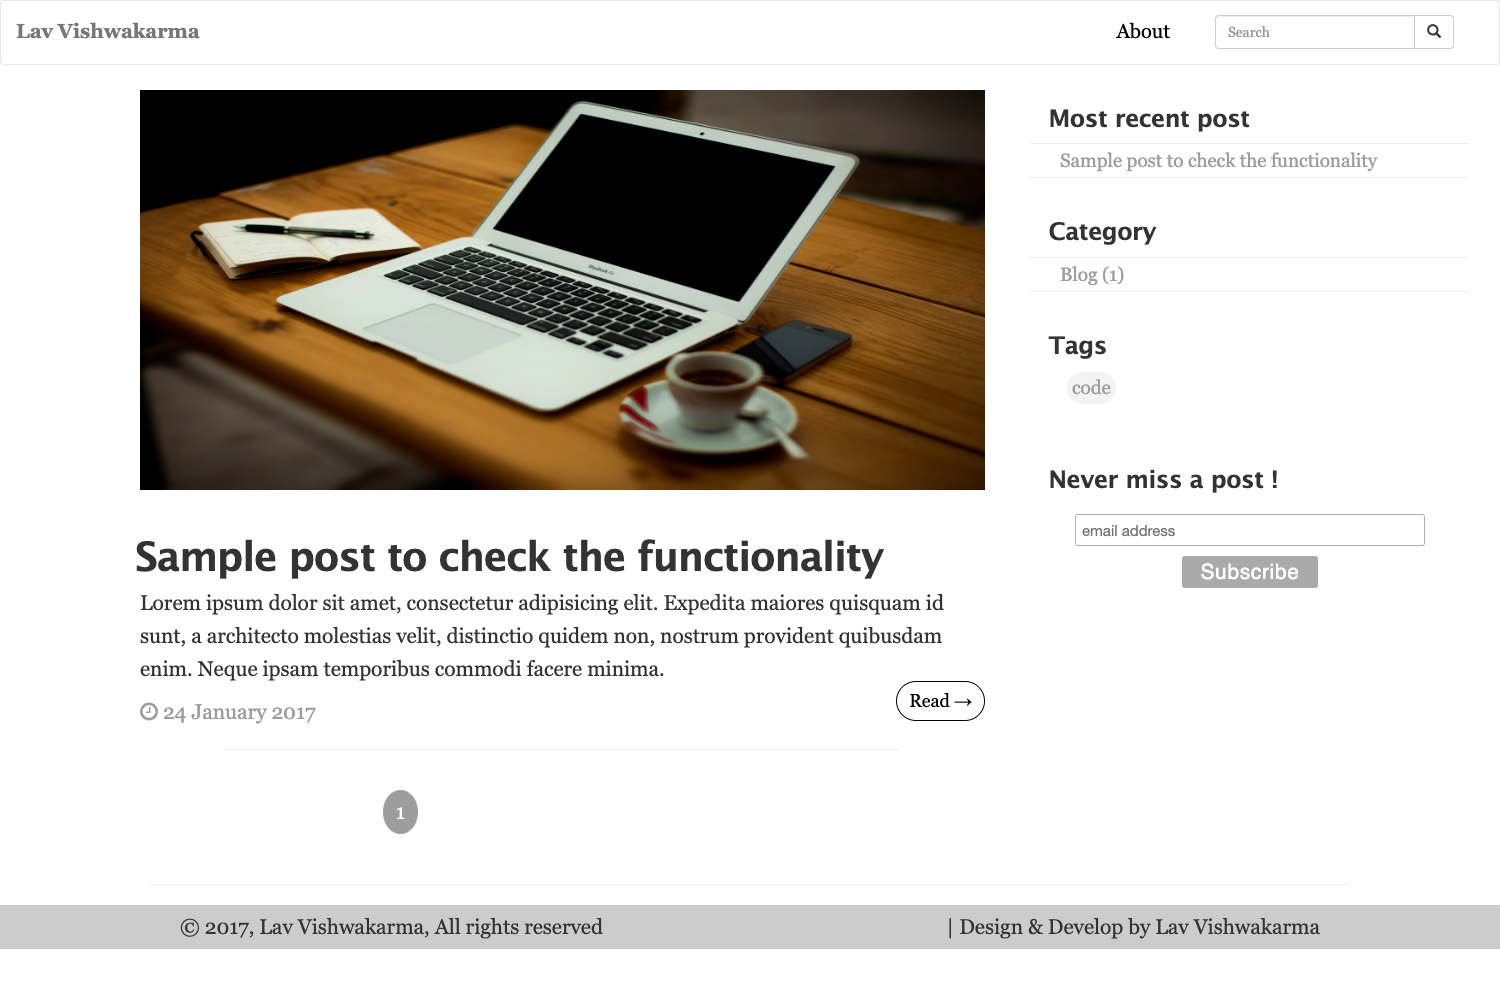 Lav Vishwakarma
About
Search
Most recent post
Sample post to check the functionality
Category
Blog (1)
Tags
code
Never miss a post !
email address
Subscribe
Sample post to check the functionality
Lorem ipsum dolor sit amet, consectetur adipisicing elit. Expedita maiores quisquam id
sunt, a architecto molestias velit, distinctio quidem non, nostrum provident quibusdam
enim. Neque ipsam temporibus commodi facere minima.
24 January 2017
Read →
1
© 2017, Lav Vishwakarma, All rights reserved
| Design & Develop by Lav Vishwakarma